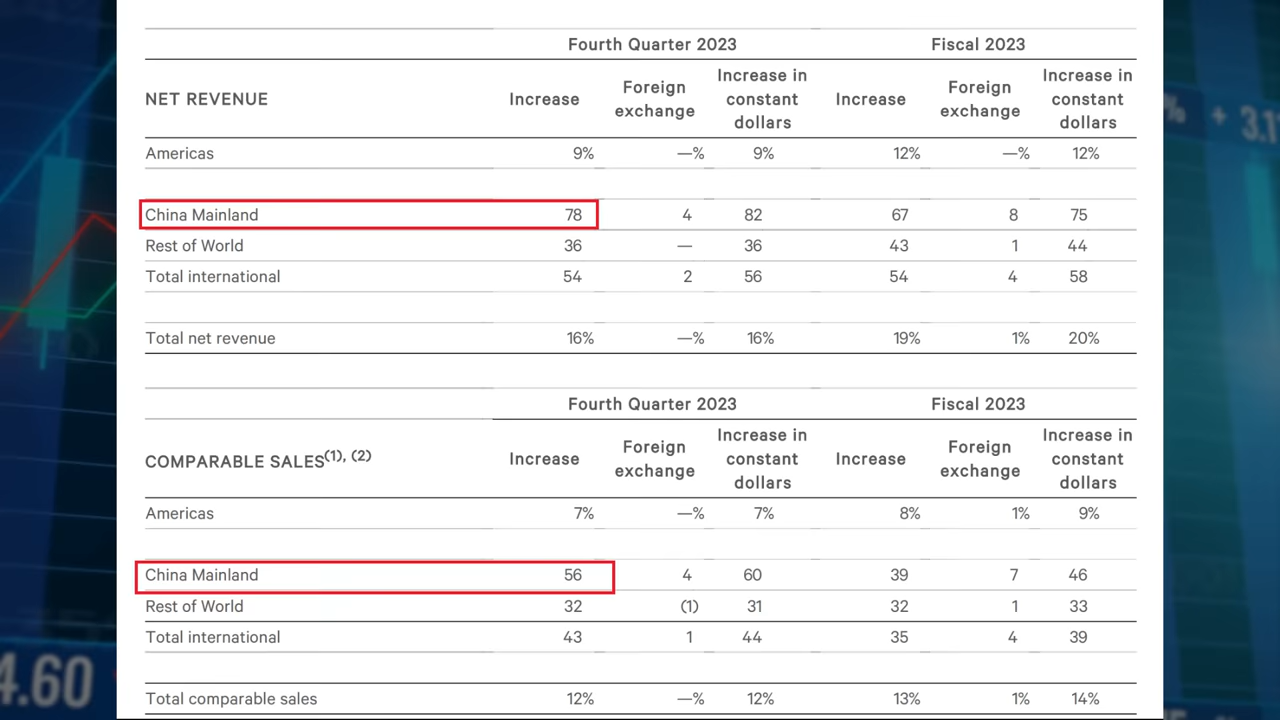 Fourth Quarter 2023 Fiscal 2023
NET REVENUE Increase Foreign exchange Increase in constant dollars Increase Foreign exchange Increase in constant dollars
Americas 9% —% 9% 12% —% 12%
China Mainland 78 4 82 67 8 75
Rest of World 36 — 36 43 1 44
Total international 54 2 56 54 4 58
Total net revenue 16% —% 16% 19% 1% 20%
Fourth Quarter 2023 Fiscal 2023
COMPARABLE SALES(1), (2) Increase Foreign exchange Increase in constant dollars Increase Foreign exchange Increase in constant dollars
Americas 7% —% 7% 8% 1% 9%
China Mainland 56 4 60 39 7 46
Rest of World 32 (1) 31 32 1 33
Total international 43 1 44 35 4 39
Total comparable sales 12% —% 12% 13% 1% 14%
% + 3.1
4.60